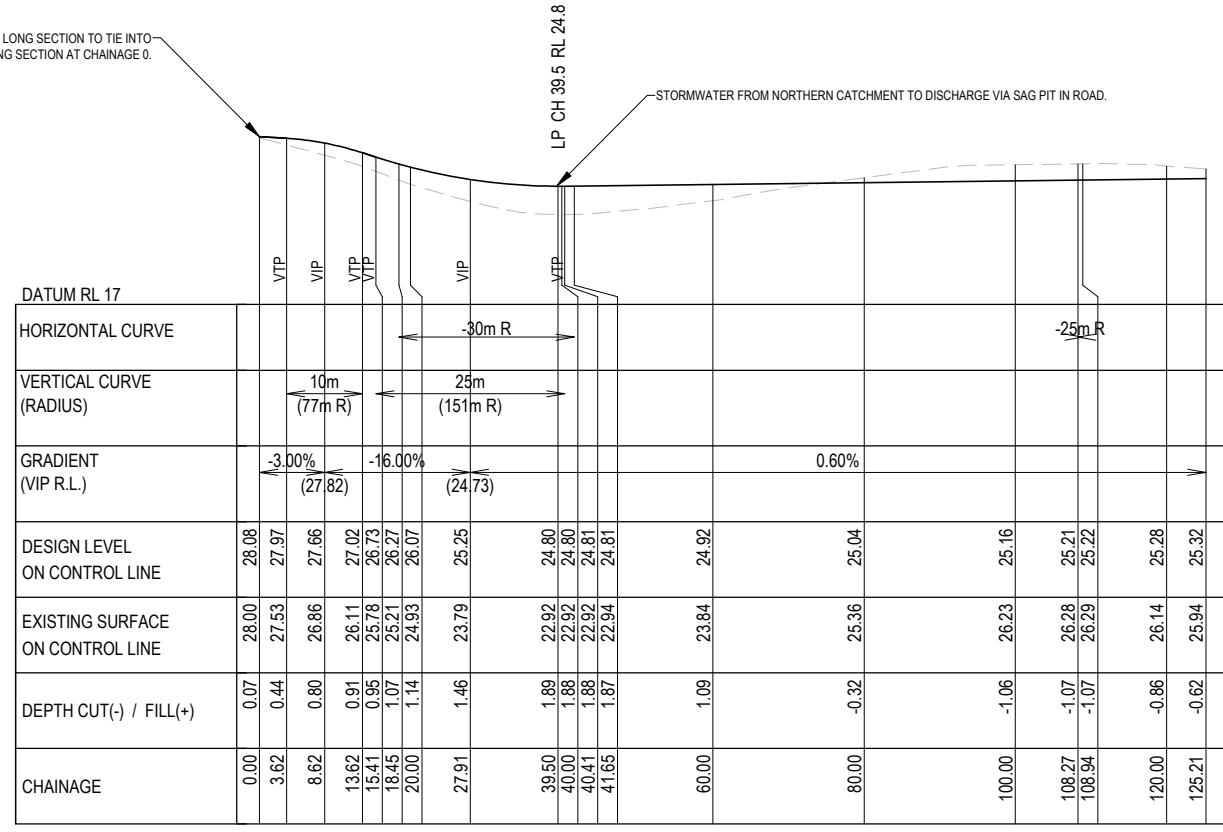 LP CH 39.5 RL 24.8
LONG SECTION TO TIE INTO
NG SECTION AT CHAINAGE 0.
STORMWATER FROM NORTHERN CATCHMENT TO DISCHARGE VIA SAG PIT IN ROAD.
VTP VIP VTP VTP VIP VTP
DATUM RL 17
HORIZONTAL CURVE -30m R -25m R
VERTICAL CURVE 10m 25m
(RADIUS) (77m R) (151m R)
GRADIENT -3.00% -16.00% 0.60%
(VIP R.L.) (27.82) (24.73)
DESIGN LEVEL
ON CONTROL LINE
28.08 27.97 27.66 27.02 26.73 26.27 26.07 25.25 24.80 24.80 24.81 24.81 24.92 25.04 25.16 25.21 25.22 25.28 25.32
EXISTING SURFACE
ON CONTROL LINE
28.00 27.53 26.86 26.11 25.78 25.21 24.93 23.79 22.92 22.92 22.92 22.94 23.84 25.36 26.23 26.28 26.29 26.14 25.94
DEPTH CUT(-) / FILL(+) 0.07 0.44 0.80 0.91 0.95 1.07 1.14 1.46 1.89 1.88 1.88 1.87 1.09 -0.32 -1.06 -1.07 -1.07 -0.86 -0.62
CHAINAGE 0.00 3.62 8.62 13.62 15.41 18.45 20.00 27.91 39.50 40.00 40.41 41.65 60.00 80.00 100.00 108.27 108.94 120.00 125.21